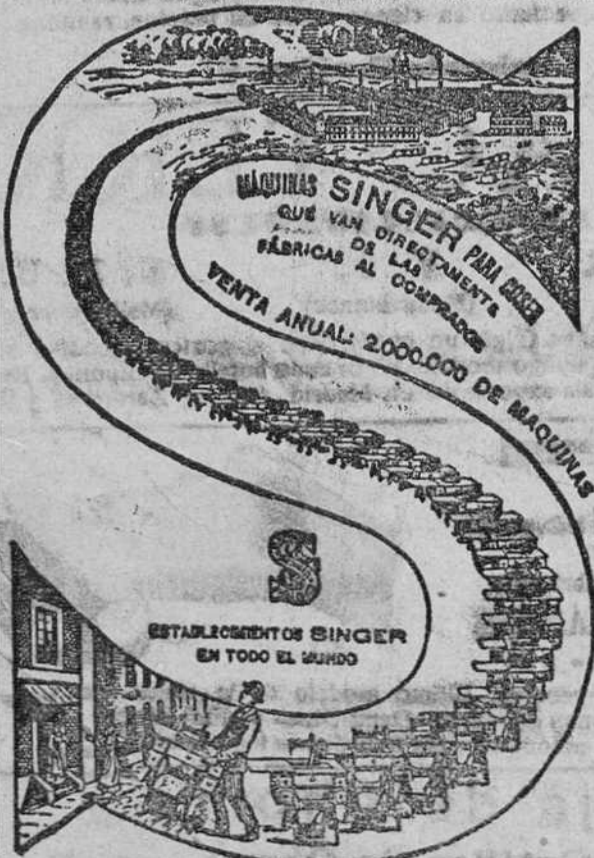 MÁQUINAS SINGER PARA COSER
QUE VAN DIRECTAMENTE
DE LAS
FÁBRICAS AL COMPRADOR
VENTA ANUAL: 2.000.000 DE MAQUINAS
S
ESTABLECIMIENTOS SINGER
EN TODO EL MUNDO